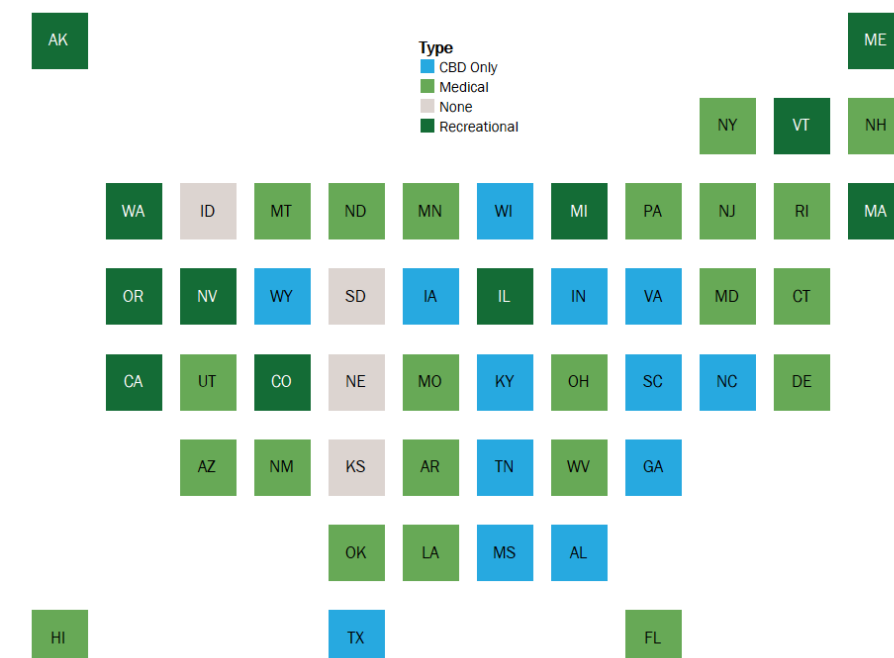 AK
ME
Type
CBD Only
Medical
None
Recreational
NY VT NH
WA ID MT ND MN WI MI PA NJ RI MA
OR NV WY SD IA IL IN VA MD CT
CA UT CO NE MO KY OH SC NC DE
AZ NM KS AR TN WV GA
OK LA MS AL
HI TX FL